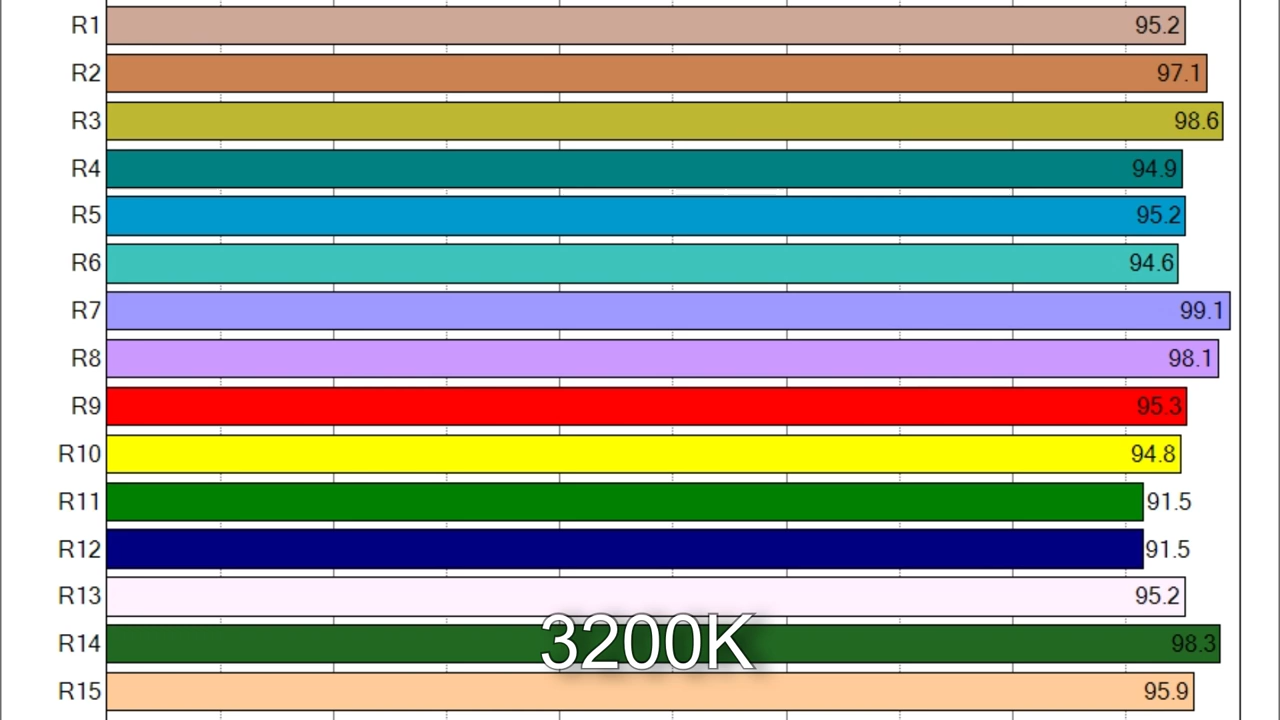 R1 95.2
R2 97.1
R3 98.6
R4 94.9
R5 95.2
R6 94.6
R7 99.1
R8 98.1
R9 95.3
R10 94.8
R11 91.5
R12 91.5
R13 95.2
3200K
R14 98.3
R15 95.9